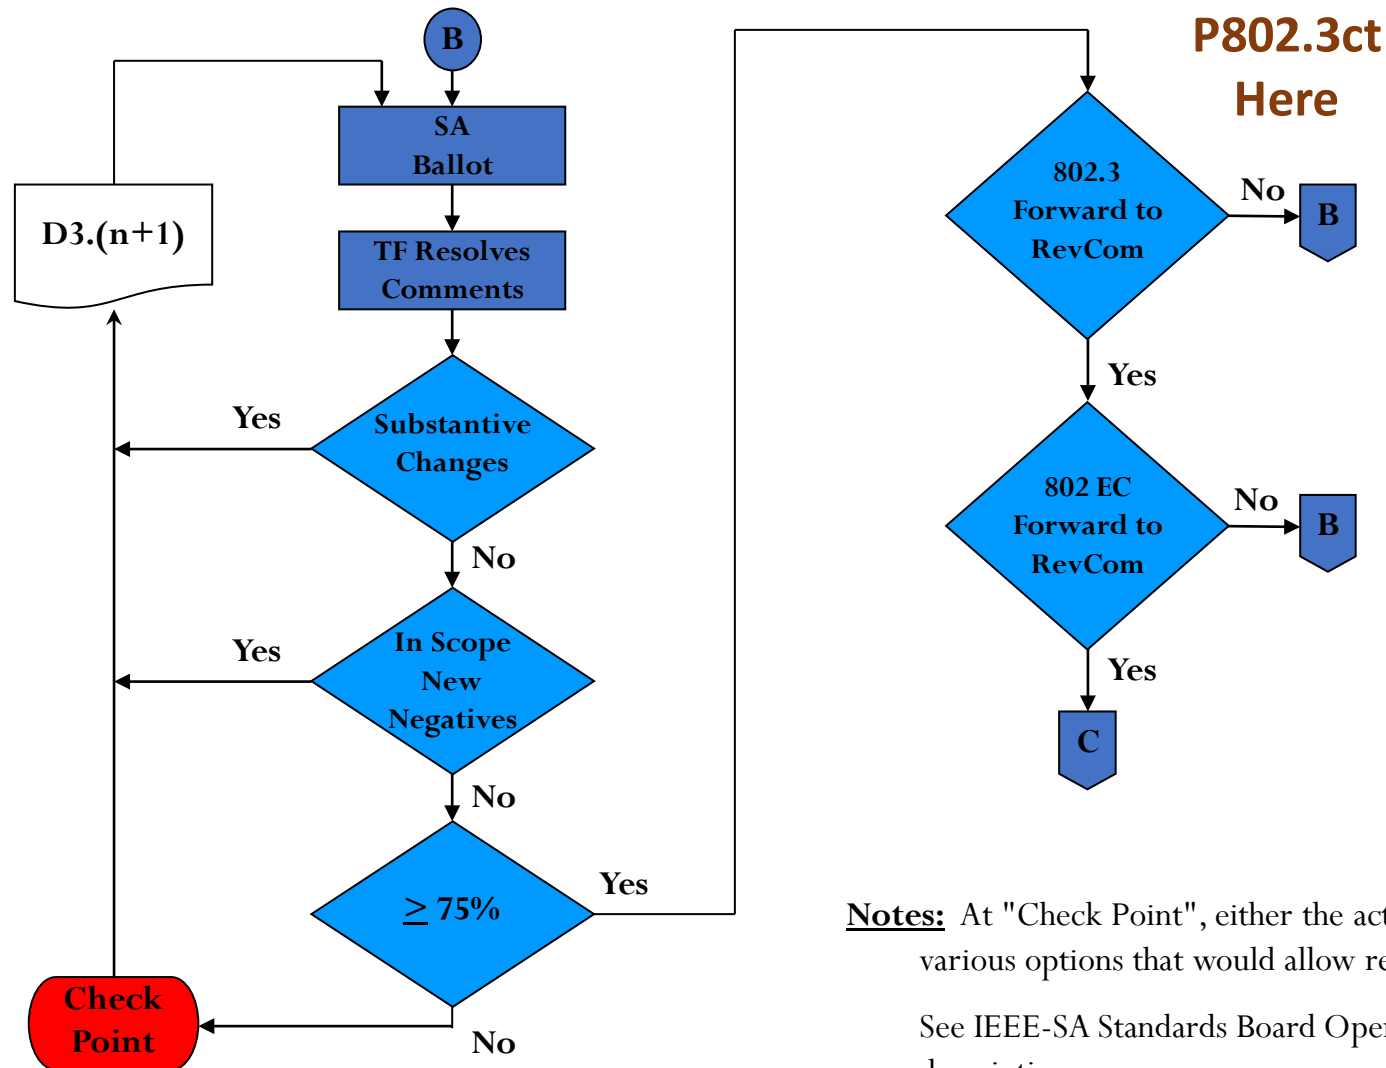 B
SA
Ballot
D3.(n+1)
TF Resolves
Comments
Yes
Substantive
Changes
No
Yes
In Scope
New
Negatives
No
≥ 75%
Yes
Check
Point
No
P802.3ct
Here
802.3
Forward to
RevCom
No
B
Yes
802 EC
Forward to
RevCom
No
B
Yes
C
Notes: At "Check Point", either the act
various options that would allow re
See IEEE-SA Standards Board Oper